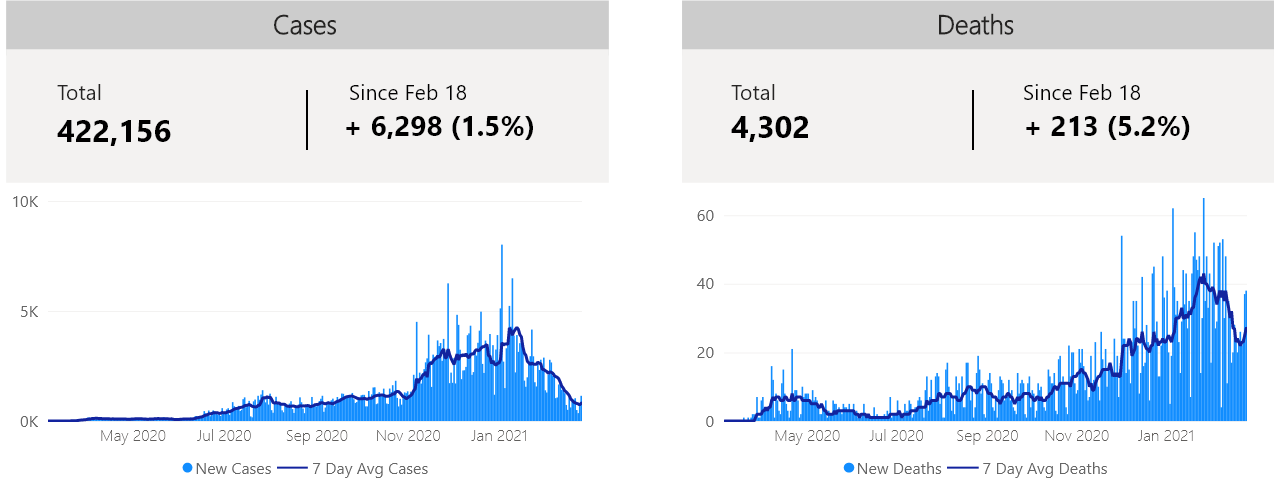 Cases
Total
422,156
Since Feb 18
+ 6,298 (1.5%)
10K
5K
0K
May 2020 Jul 2020 Sep 2020 Nov 2020 Jan 2021
New Cases 7 Day Avg Cases
Deaths
Total
4,302
Since Feb 18
+ 213 (5.2%)
60
40
20
0
May 2020 Jul 2020 Sep 2020 Nov 2020 Jan 2021
New Deaths 7 Day Avg Deaths